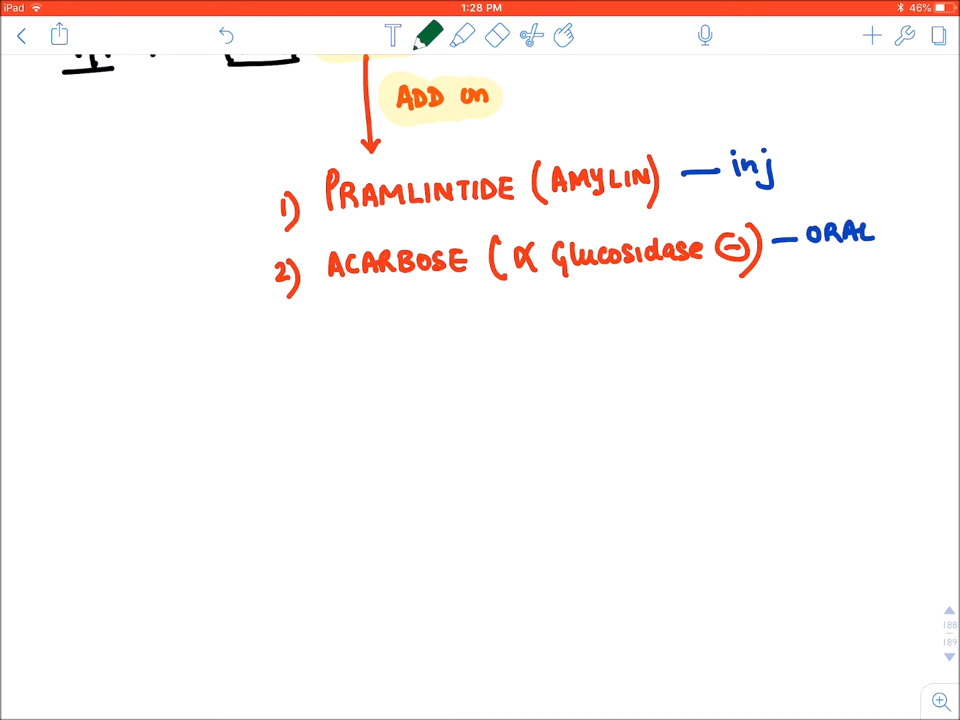 iPad 1:28 PM 46%
T
ADD on
1) PRAMLINTIDE (AMYLIN) — inj
2) ACARBOSE (α Glucosidase ⊖) — ORAL
188
189